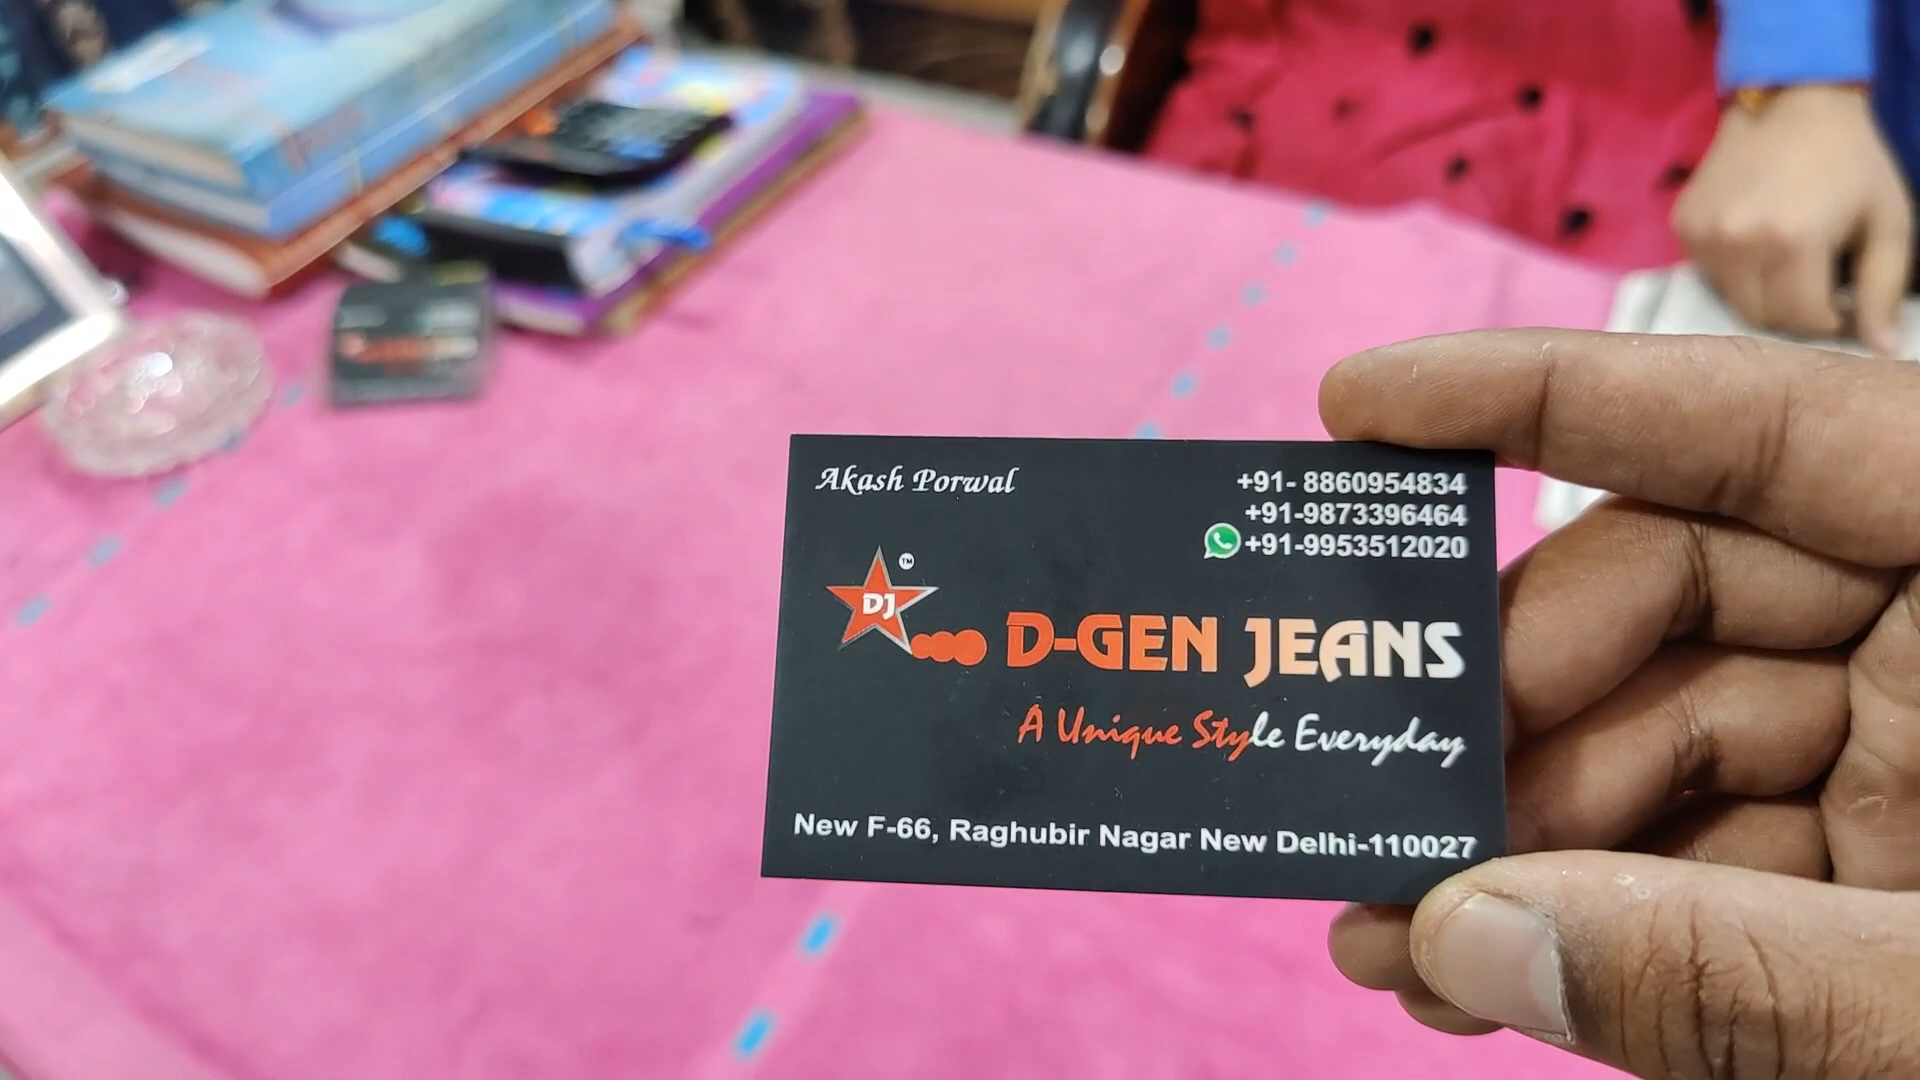 Akash Porwal
+91- 8860954834
+91-9873396464
+91-9953512020
TM
DJ
D-GEN JEANS
A Unique Style Everyday
New F-66, Raghubir Nagar New Delhi-110027